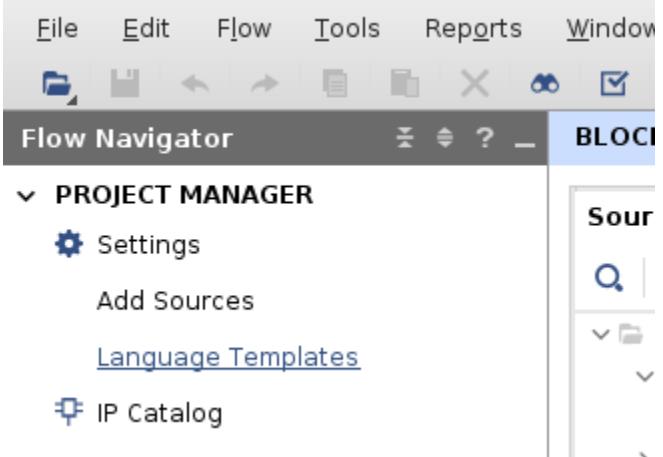 File Edit Flow Tools Reports Window
Flow Navigator ?
BLOC
PROJECT MANAGER
Sour
Settings
Add Sources
Language Templates
IP Catalog